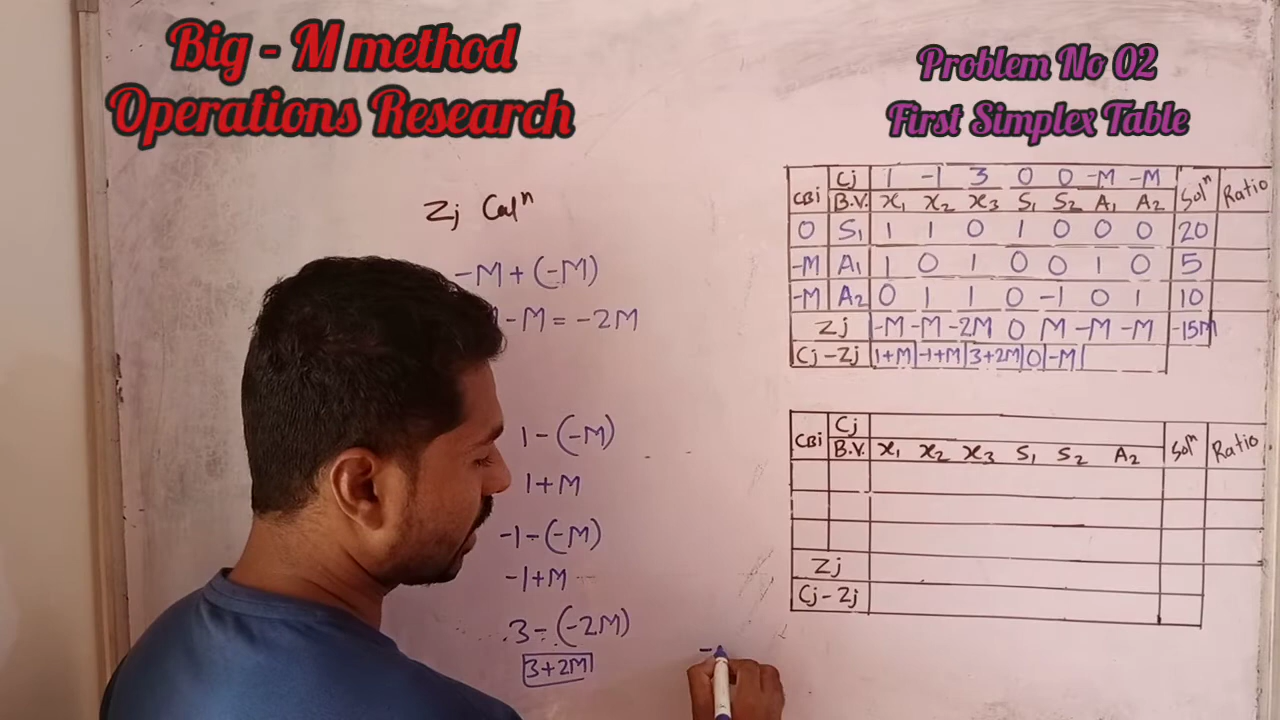 Big - M method
Operations Research
Problem No 02
First Simplex Table
Zj Calⁿ
-M + (-M)
-M = -2M
1 - (-M)
1 + M
-1 - (-M)
-1 + M
3 - (-2M)
3 + 2M
CBi Cj 1 -1 3 0 0 -M -M Solⁿ Ratio
B.V. x₁ x₂ x₃ S₁ S₂ A₁ A₂
0 S₁ 1 1 0 1 0 0 0 20
-M A₁ 1 0 1 0 0 1 0 5
-M A₂ 0 1 1 0 -1 0 1 10
Zj -M -M -2M 0 M -M -M -15M
Cj - Zj 1+M -1+M 3+2M 0 -M
CBi Cj Solⁿ Ratio
B.V. x₁ x₂ x₃ S₁ S₂ A₂
Zj
Cj - Zj